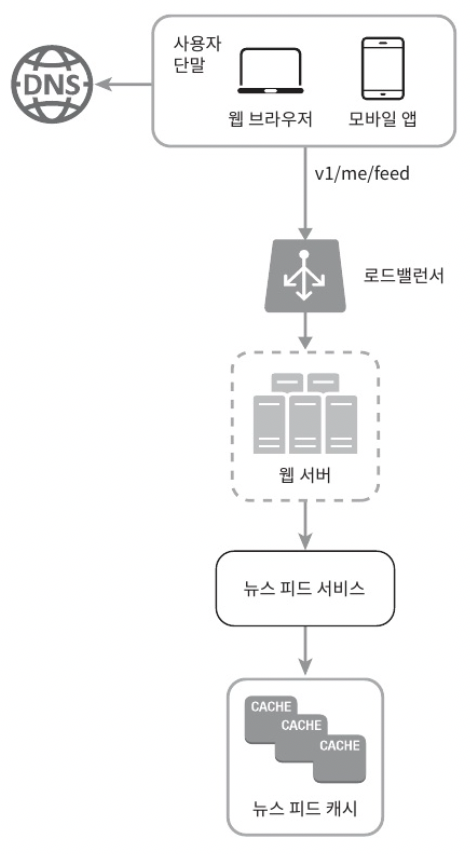 사용자
단말
DNS
웹 브라우저
모바일 앱
v1/me/feed
로드밸런서
웹 서버
뉴스 피드 서비스
CACHE
CACHE
CACHE
뉴스 피드 캐시